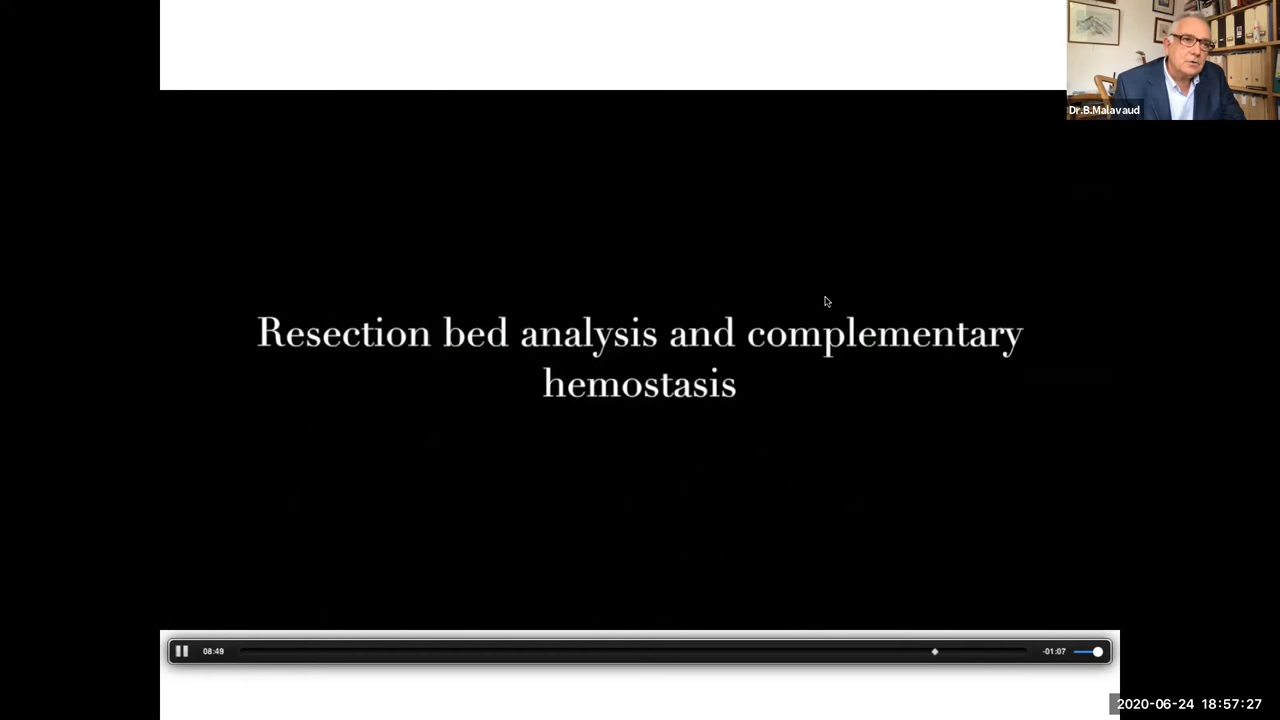 Dr.B.Malavaud
Resection bed analysis and complementary
hemostasis
08:49
-01:07
2020-06-24 18:57:27